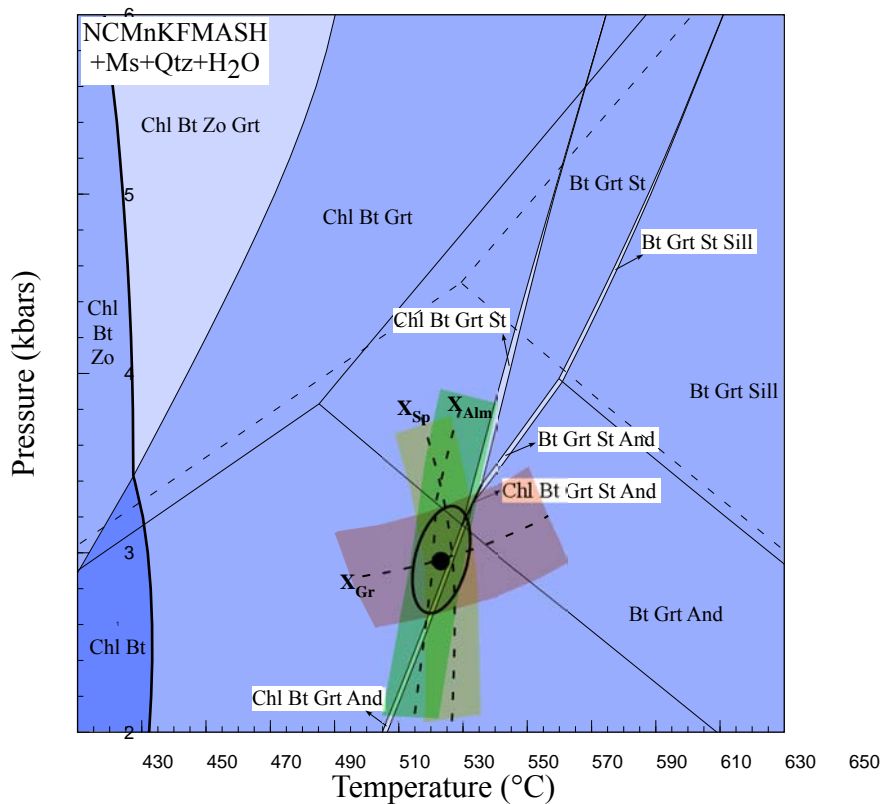 6
NCMnKFMASH
+Ms+Qtz+H2O
Chl Bt Zo Grt
Bt Grt St
5
Chl Bt Grt
Bt Grt St Sill
Pressure (kbars)
Chl
Bt
Zo
Chl Bt Grt St
4
Bt Grt Sill
XSp
XAlm
Bt Grt St And
Chl Bt Grt St And
3
XGr
Bt Grt And
Chl Bt
Chl Bt Grt And
2
430 450 470 490 510 530 550 570 590 610 630 650
Temperature (°C)